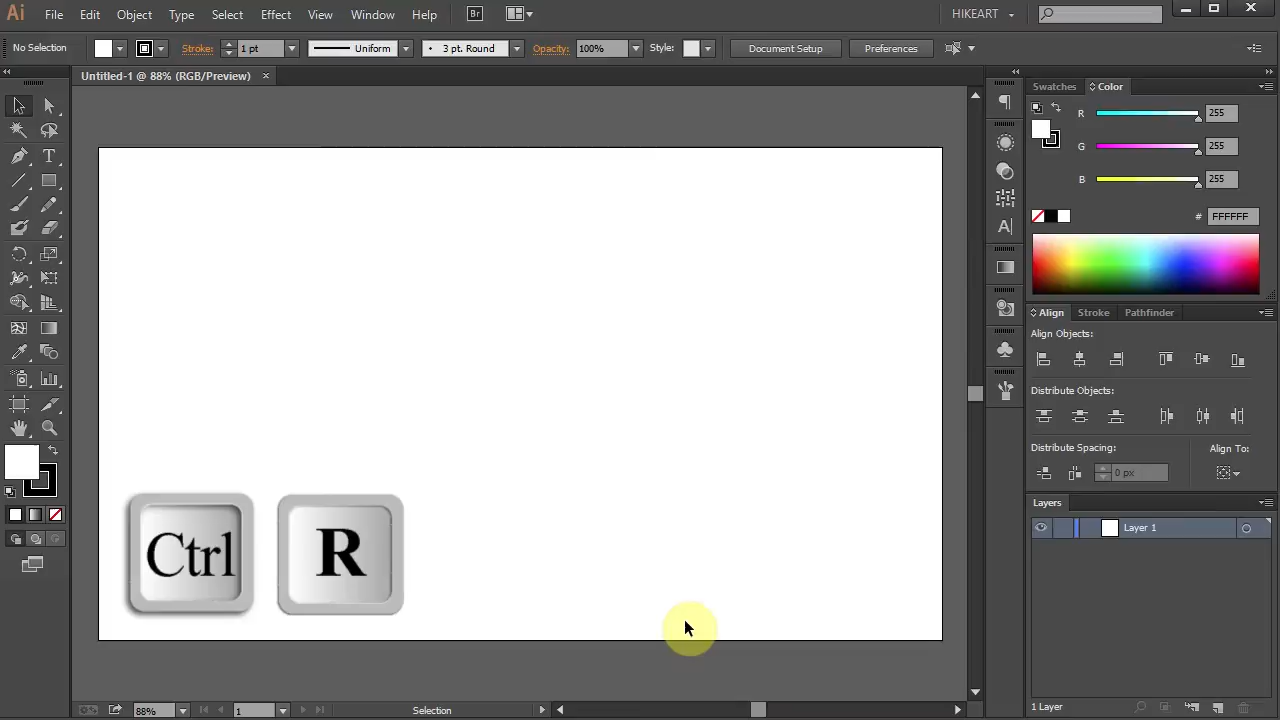 Ai File Edit Object Type Select Effect View Window Help Br HIKEART
No Selection Stroke: 1 pt Uniform 3 pt. Round Opacity: 100% Style: Document Setup Preferences
Untitled-1 @ 88% (RGB/Preview) ×
Swatches Color
R 255
G 255
B 255
# FFFFFF
Align Stroke Pathfinder
Align Objects:
Distribute Objects:
Distribute Spacing: Align To:
0 px
Layers
Layer 1
Ctrl R
1 Layer
88% 1 Selection